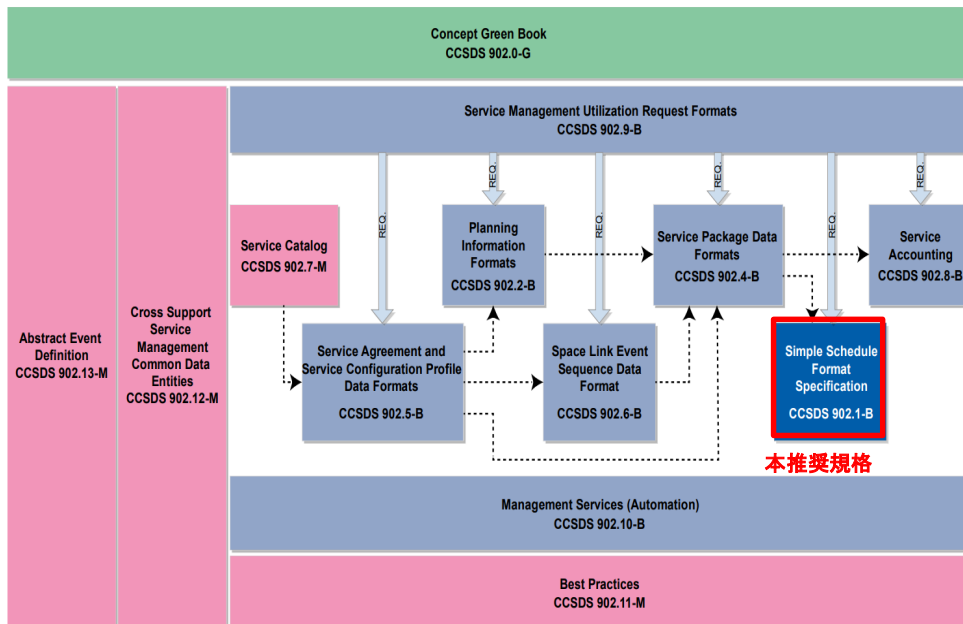 Concept Green Book
CCSDS 902.0-G
Abstract Event
Definition
CCSDS 902.13-M
Cross Support
Service
Management
Common Data
Entities
CCSDS 902.12-M
Service Management Utilization Request Formats
CCSDS 902.9-B
REQ.
REQ.
REQ.
REQ.
REQ.
REQ.
Service Catalog
CCSDS 902.7-M
Planning
Information
Formats
CCSDS 902.2-B
Service Package Data
Formats
CCSDS 902.4-B
Service
Accounting
CCSDS 902.8-B
Service Agreement and
Service Configuration Profile
Data Formats
CCSDS 902.5-B
Space Link Event
Sequence Data
Format
CCSDS 902.6-B
Simple Schedule
Format
Specification
CCSDS 902.1-B
本推奨規格
Management Services (Automation)
CCSDS 902.10-B
Best Practices
CCSDS 902.11-M